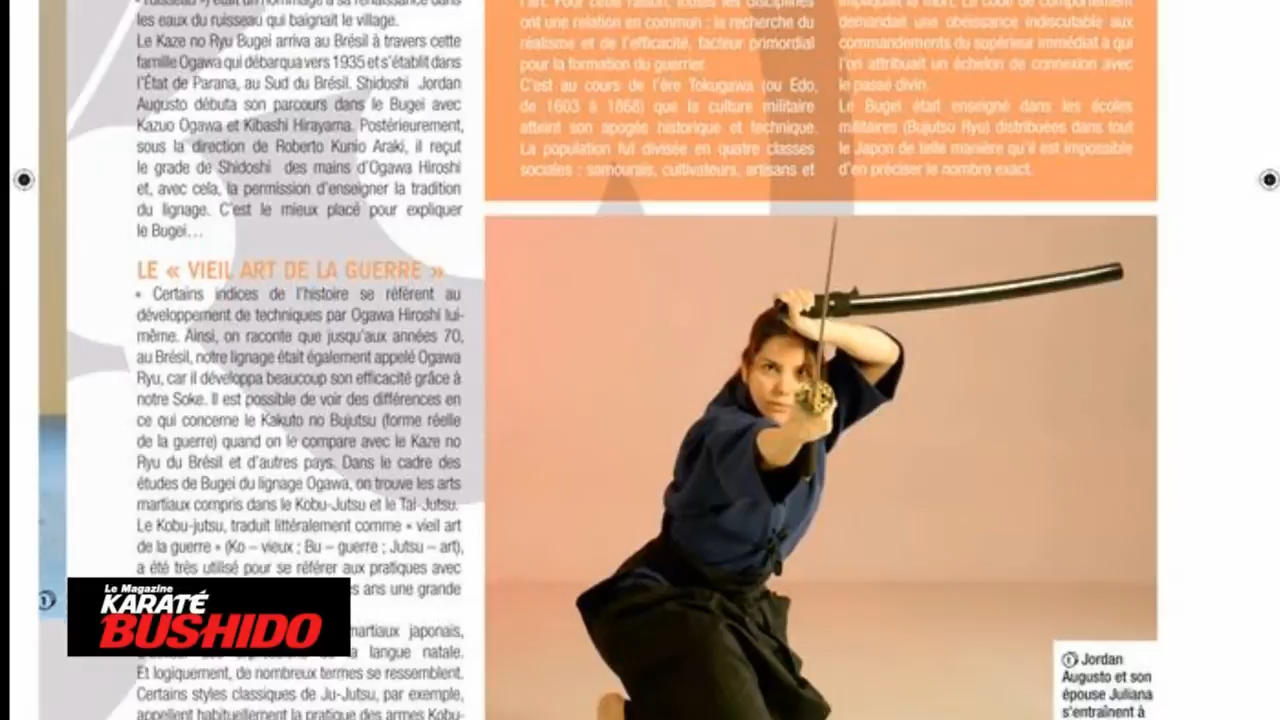 les eaux du ruisseau qui baignait le village.
Le Kaze no Ryu Bugei arriva au Brésil à travers cette
famille Ogawa qui débarqua vers 1935 et s'établit dans
l'État de Parana, au Sud du Brésil. Shidoshi Jordan
Augusto débuta son parcours dans le Bugei avec
Kazuo Ogawa et Kibashi Hirayama. Postérieurement,
sous la direction de Roberto Kunio Araki, il reçut
le grade de Shidoshi des mains d'Ogawa Hiroshi
et, avec cela, la permission d'enseigner la tradition
du lignage. C'est le mieux placé pour expliquer
le Bugei…
LE « VIEIL ART DE LA GUERRE »
« Certains indices de l'histoire se réfèrent au
développement de techniques par Ogawa Hiroshi lui-
même. Ainsi, on raconte que jusqu'aux années 70,
au Brésil, notre lignage était également appelé Ogawa
Ryu, car il développa beaucoup son efficacité grâce à
notre Soke. Il est possible de voir des différences en
ce qui concerne le Kakuto no Bujutsu (forme réelle
de la guerre) quand on le compare avec le Kaze no
Ryu du Brésil et d'autres pays. Dans le cadre des
études de Bugei du lignage Ogawa, on trouve les arts
martiaux compris dans le Kobu-Jutsu et le Tai-Jutsu.
Le Kobu-jutsu, traduit littéralement comme « vieil art
de la guerre » (Ko – vieux ; Bu – guerre ; Jutsu – art),
a été très utilisé pour se référer aux pratiques avec
ans une grande
martiaux japonais,
langue natale.
Et logiquement, de nombreux termes se ressemblent.
Certains styles classiques de Ju-Jutsu, par exemple,
appellent habituellement la pratique des armes Kobu-
l'art. Pour cette raison, toutes les disciplines
ont une relation en commun : la recherche du
réalisme et de l'efficacité, facteur primordial
pour la formation du guerrier.
C'est au cours de l'ère Tokugawa (ou Edo,
de 1603 à 1868) que la culture militaire
atteint son apogée historique et technique.
La population fut divisée en quatre classes
sociales : samouraïs, cultivateurs, artisans et
impliquait la mort. Le code de comportement
demandait une obéissance indiscutable aux
commandements du supérieur immédiat à qui
l'on attribuait un échelon de connexion avec
le passé divin.
Le Bugei était enseigné dans les écoles
militaires (Bujutsu Ryu) distribuées dans tout
le Japon de telle manière qu'il est impossible
d'en préciser le nombre exact.
1 Jordan
Augusto et son
épouse Juliana
s'entraînent à
1
Le Magazine
KARATÉ
BUSHIDO